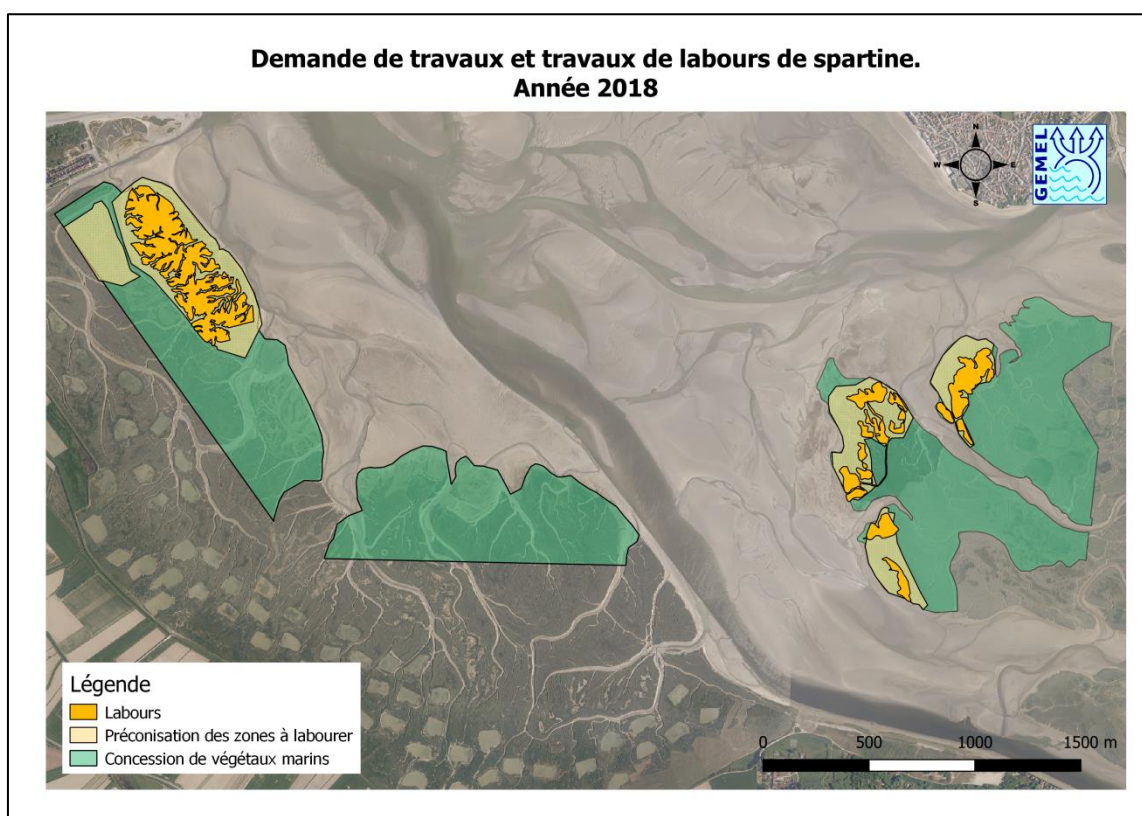 Demande de travaux et travaux de labours de spartine.
Année 2018
N
W E
S
GEMEL
Légende
Labours
Préconisation des zones à labourer
Concession de végétaux marins
0 500 1000 1500 m